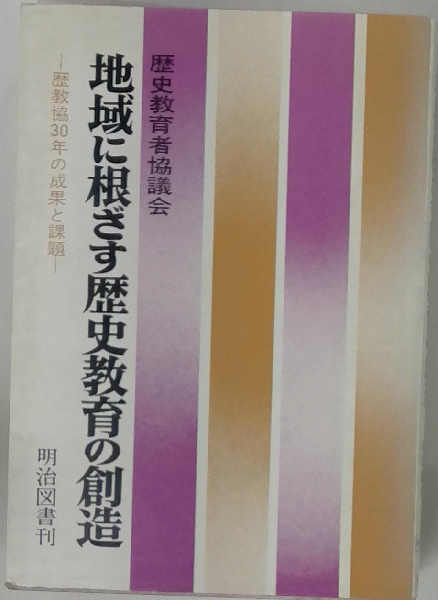 歴史教育者協議会
地域に根ざす歴史教育の創造
―歴教協30年の成果と課題―
明治図書刊